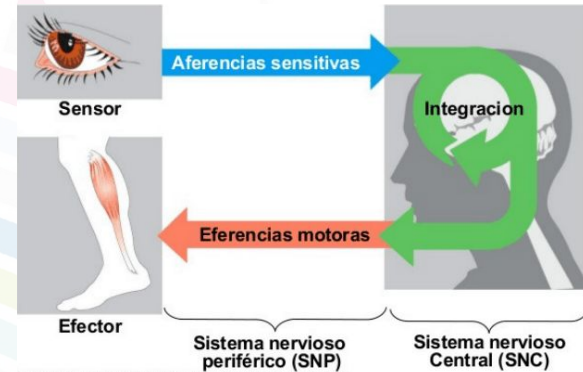 Aferencias sensitivas
Sensor
Integracion
Eferencias motoras
Efector
Sistema nervioso
periférico (SNP)
Sistema nervioso
Central (SNC)